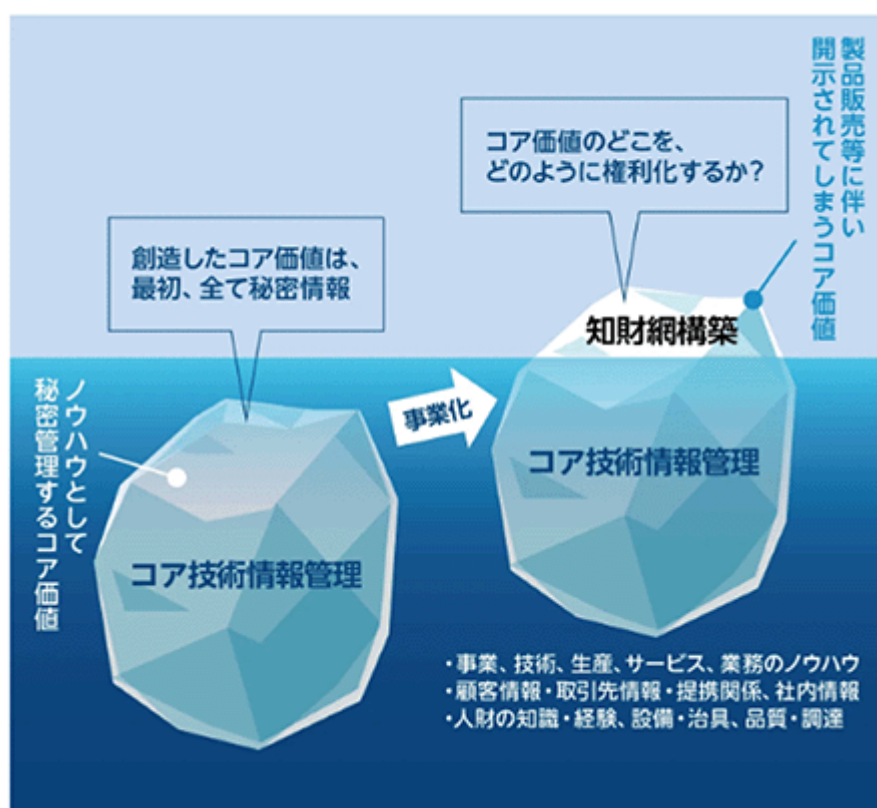 製品販売等に伴い
開示されてしまうコア価値
コア価値のどこを、
どのように権利化するか？
創造したコア価値は、
最初、全て秘密情報
知財網構築
ノウハウとして
秘密管理するコア価値
事業化
コア技術情報管理
コア技術情報管理
・事業、技術、生産、サービス、業務のノウハウ
・顧客情報・取引先情報・提携関係、社内情報
・人財の知識・経験、設備・治具、品質・調達